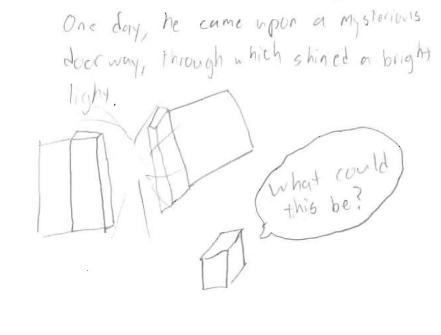 One day, he came upon a mysterious
doorway, through which shined a bright
light.
What could
this be?